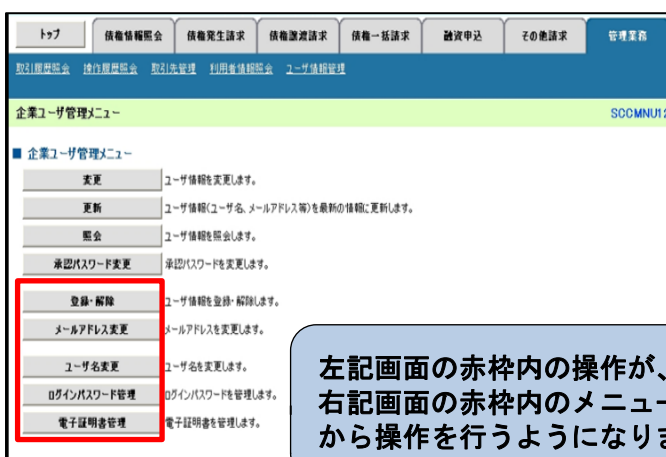 トップ 債権情報照会 債権発生請求 債権譲渡請求 債権一括請求 融資申込 その他請求 管理業務
取引履歴照会 操作履歴照会 取引先管理 利用者情報照会 ユーザ情報管理
企業ユーザ管理メニュー SCCMNU12
■ 企業ユーザ管理メニュー
変更 ユーザ情報を変更します。
更新 ユーザ情報(ユーザ名、メールアドレス等)を最新の情報に更新します。
照会 ユーザ情報を照会します。
承認パスワード変更 承認パスワードを変更します。
登録・解除 ユーザ情報を登録・解除します。
メールアドレス変更 メールアドレスを変更します。
ユーザ名変更 ユーザ名を変更します。
ログインパスワード管理 ログインパスワードを管理します。
電子証明書管理 電子証明書を管理します。
左記画面の赤枠内の操作が、
右記画面の赤枠内のメニュー
から操作を行うようになりま